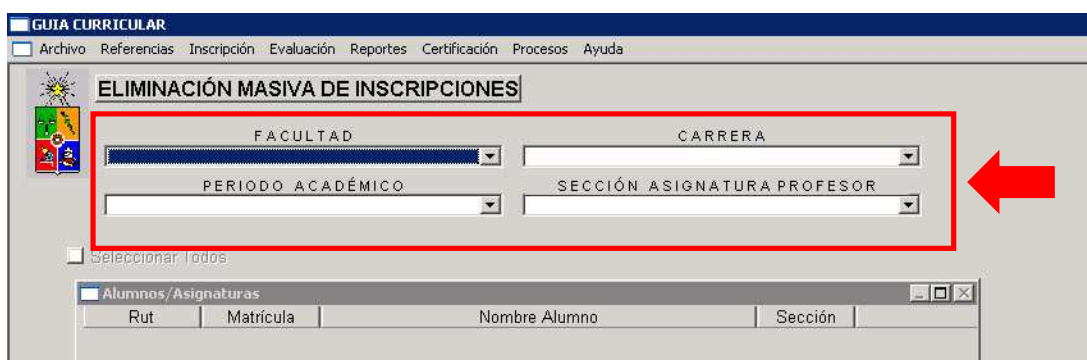 GUIA CURRICULAR
Archivo Referencias Inscripción Evaluación Reportes Certificación Procesos Ayuda
ELIMINACIÓN MASIVA DE INSCRIPCIONES
FACULTAD CARRERA
PERIODO ACADÉMICO SECCIÓN ASIGNATURA PROFESOR
Seleccionar Todos
Alumnos/Asignaturas
Rut Matrícula Nombre Alumno Sección